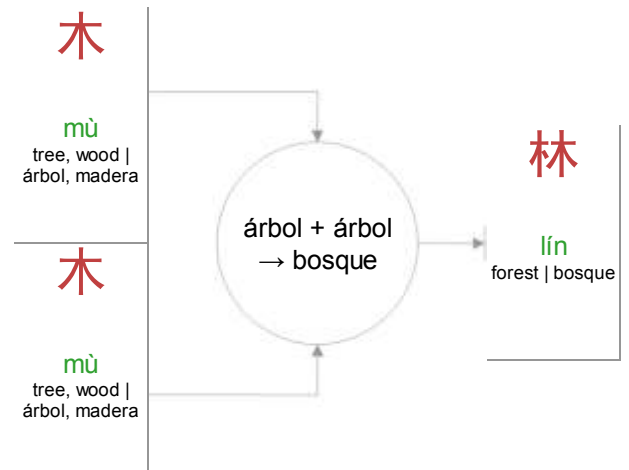 木
mù
tree, wood |
árbol, madera
木
mù
tree, wood |
árbol, madera
árbol + árbol
→ bosque
林
lín
forest | bosque